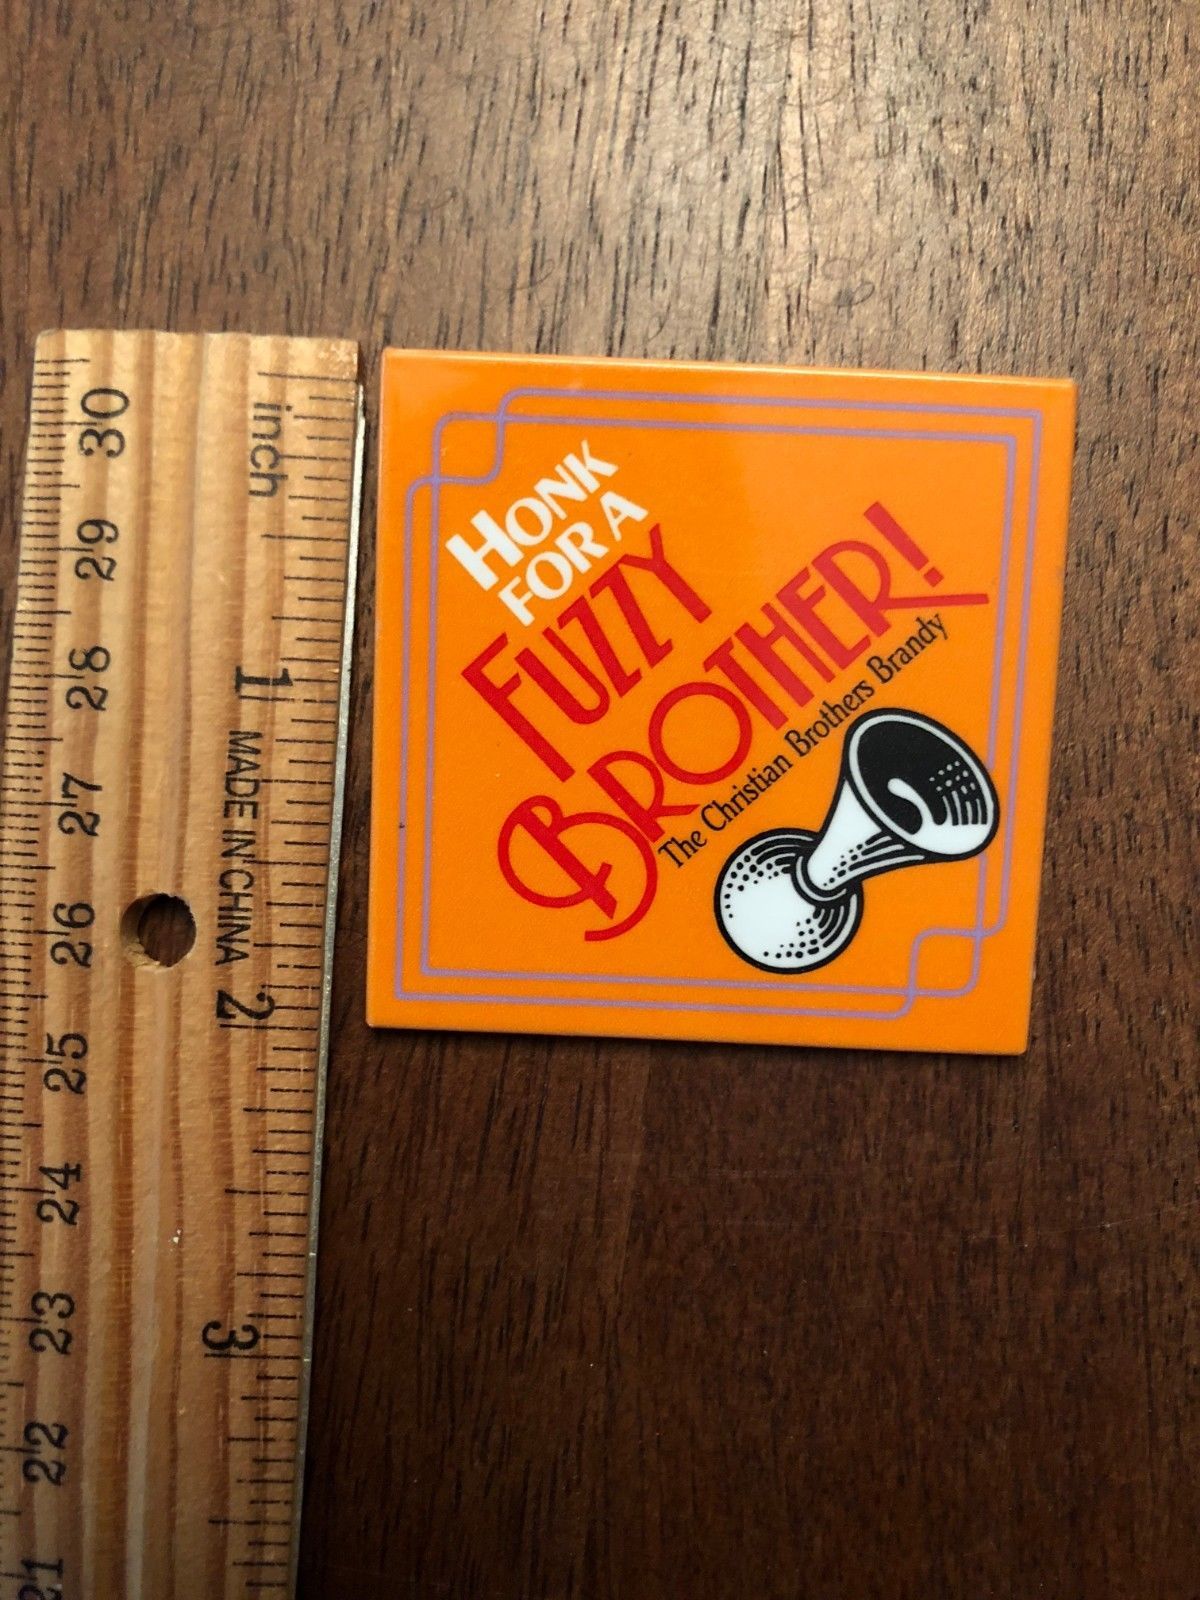 HONK
FOR A
FUZZY
BROTHER!
The Christian Brothers Brandy
inch
1
MADE IN CHINA
2
3
30
29
28
27
26
25
24
23
22
21